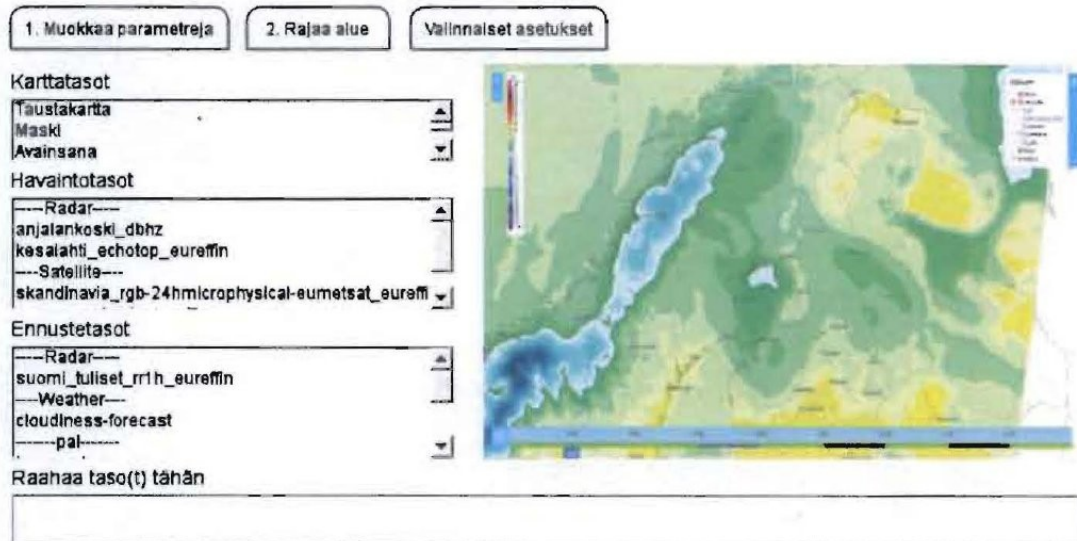 1. Muokkaa parametreja
2. Rajaa alue
Valinnaiset asetukset
Karttatasot
Taustakartta
Maski
Avainsana
Havaintotasot
----Radar----
anjalankoski_dbhz
kesalahti_echotop_eureffin
----Satellite----
skandinavia_rgb-24hmicrophysical-eumetsat_eureffi
Ennustetasot
----Radar----
suomi_tuliset_rr1h_eureffin
----Weather----
cloudiness-forecast
------pal------
Raahaa taso(t) tähän